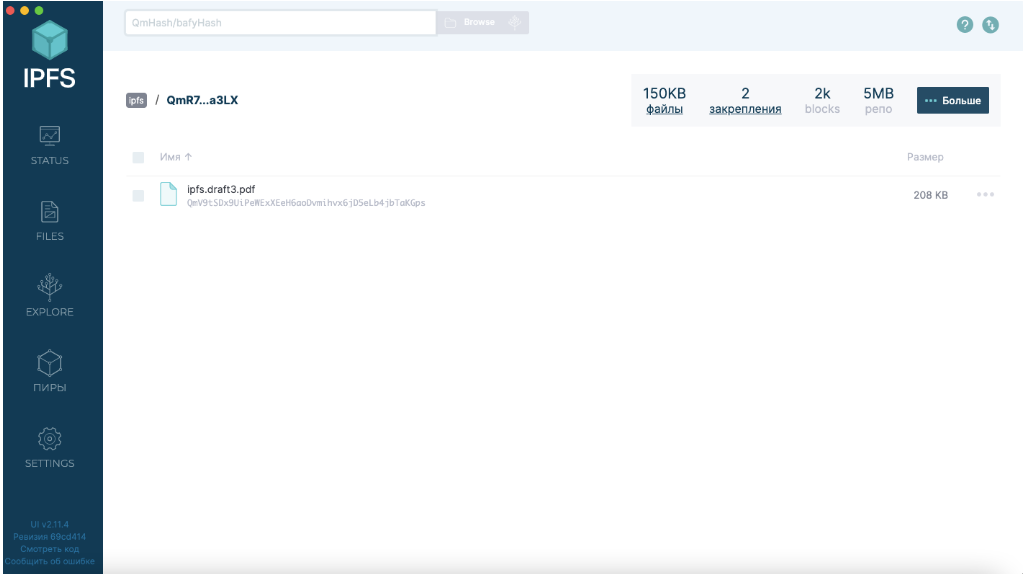 QmHash/bafyHash
Browse
IPFS
ipfs / QmR7...a3LX
150KB
файлы
2
закрепления
2k
blocks
5MB
репо
Больше
STATUS
FILES
EXPLORE
ПИРЫ
SETTINGS
Имя ↑
Размер
ipfs.draft3.pdf
208 KB
UI v2.11.4
Ревизия 69cd414
Смотреть код
Сообщить об ошибке